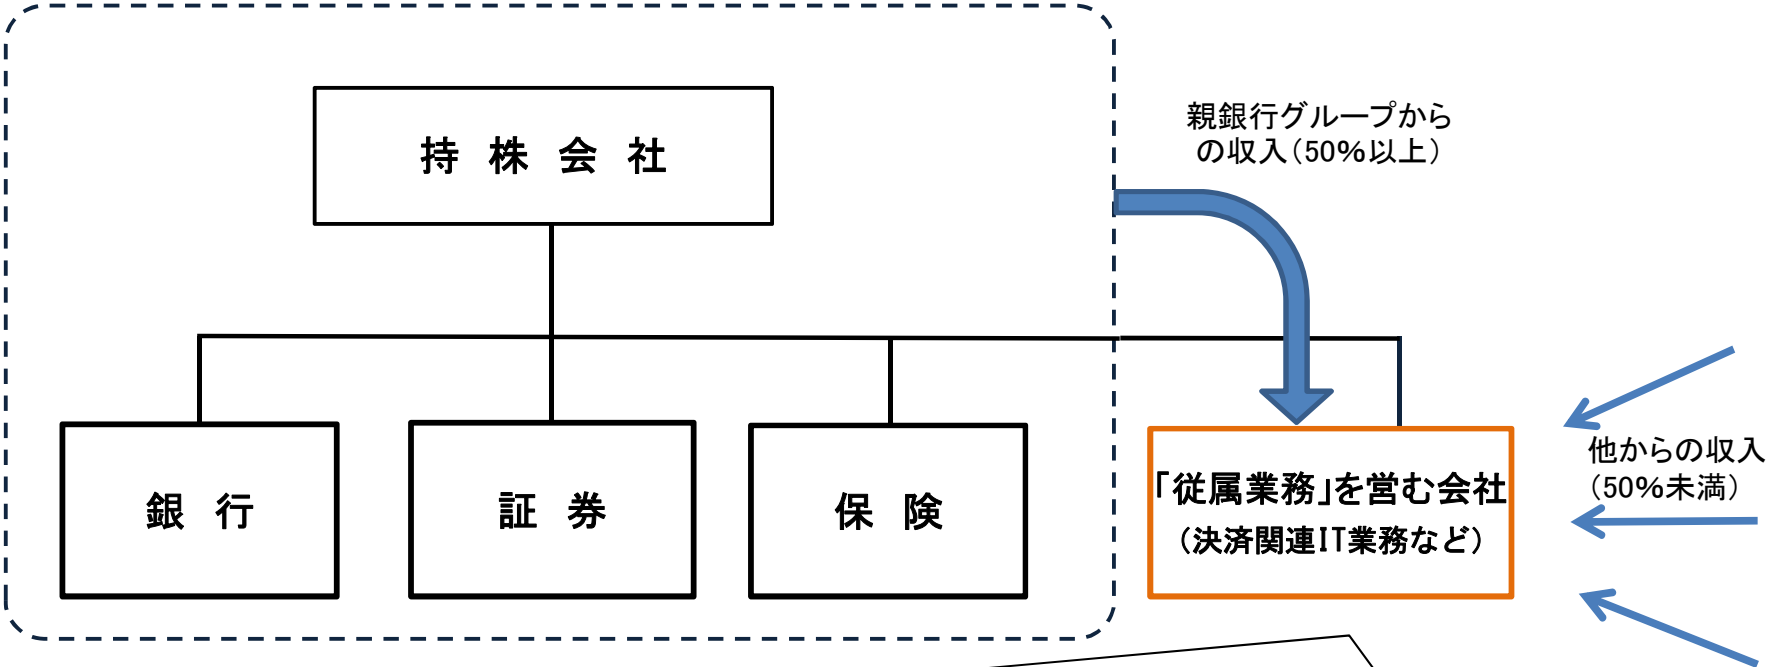 持株会社
親銀行グループから
の収入（50％以上）
銀行
証券
保険
「従属業務」を営む会社
（決済関連IT業務など）
他からの収入
（50％未満）